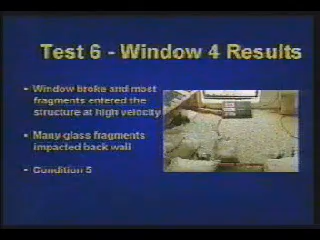 Test 6 - Window 4 Results
• Window broke and most
fragments entered the
structure at high velocity
• Many glass fragments
impacted back wall
• Condition 5